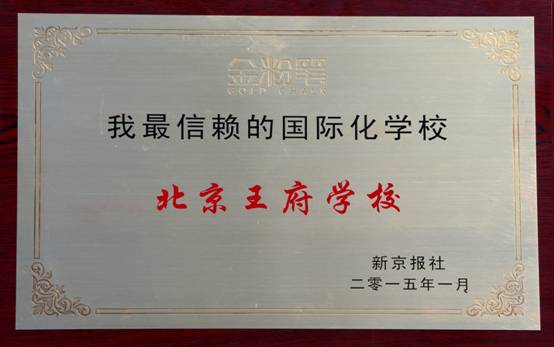 金粉笔
GOLD CHALK
我最信赖的国际化学校
北京王府学校
新京报社
二零一五年一月